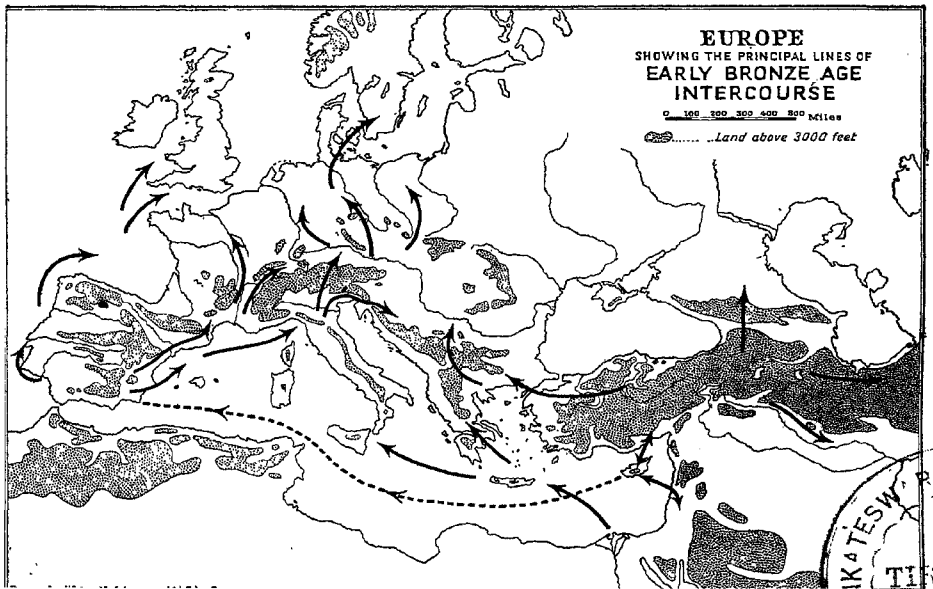 EUROPE
SHOWING THE PRINCIPAL LINES OF
EARLY BRONZE AGE
INTERCOURSE
0 100 200 300 400 500 Miles
Land above 3000 feet